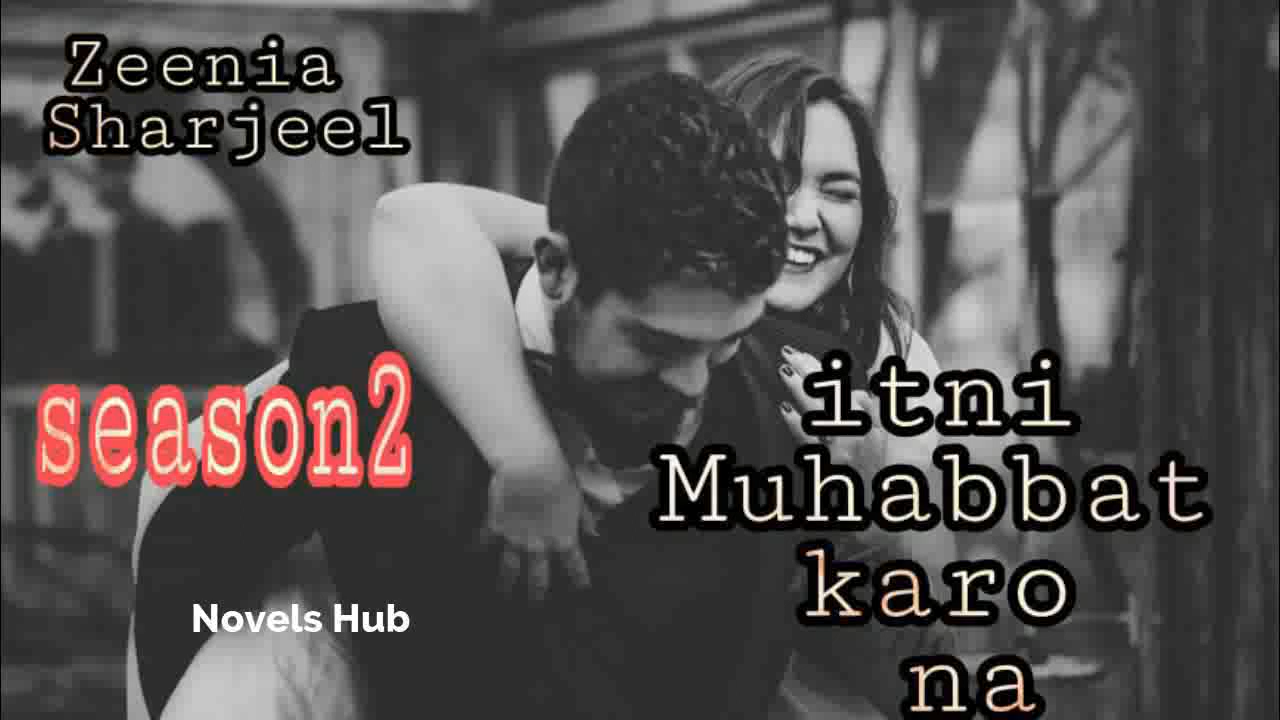 Zeenia
Sharjeel
season2
itni
Muhabbat
karo
na
Novels Hub